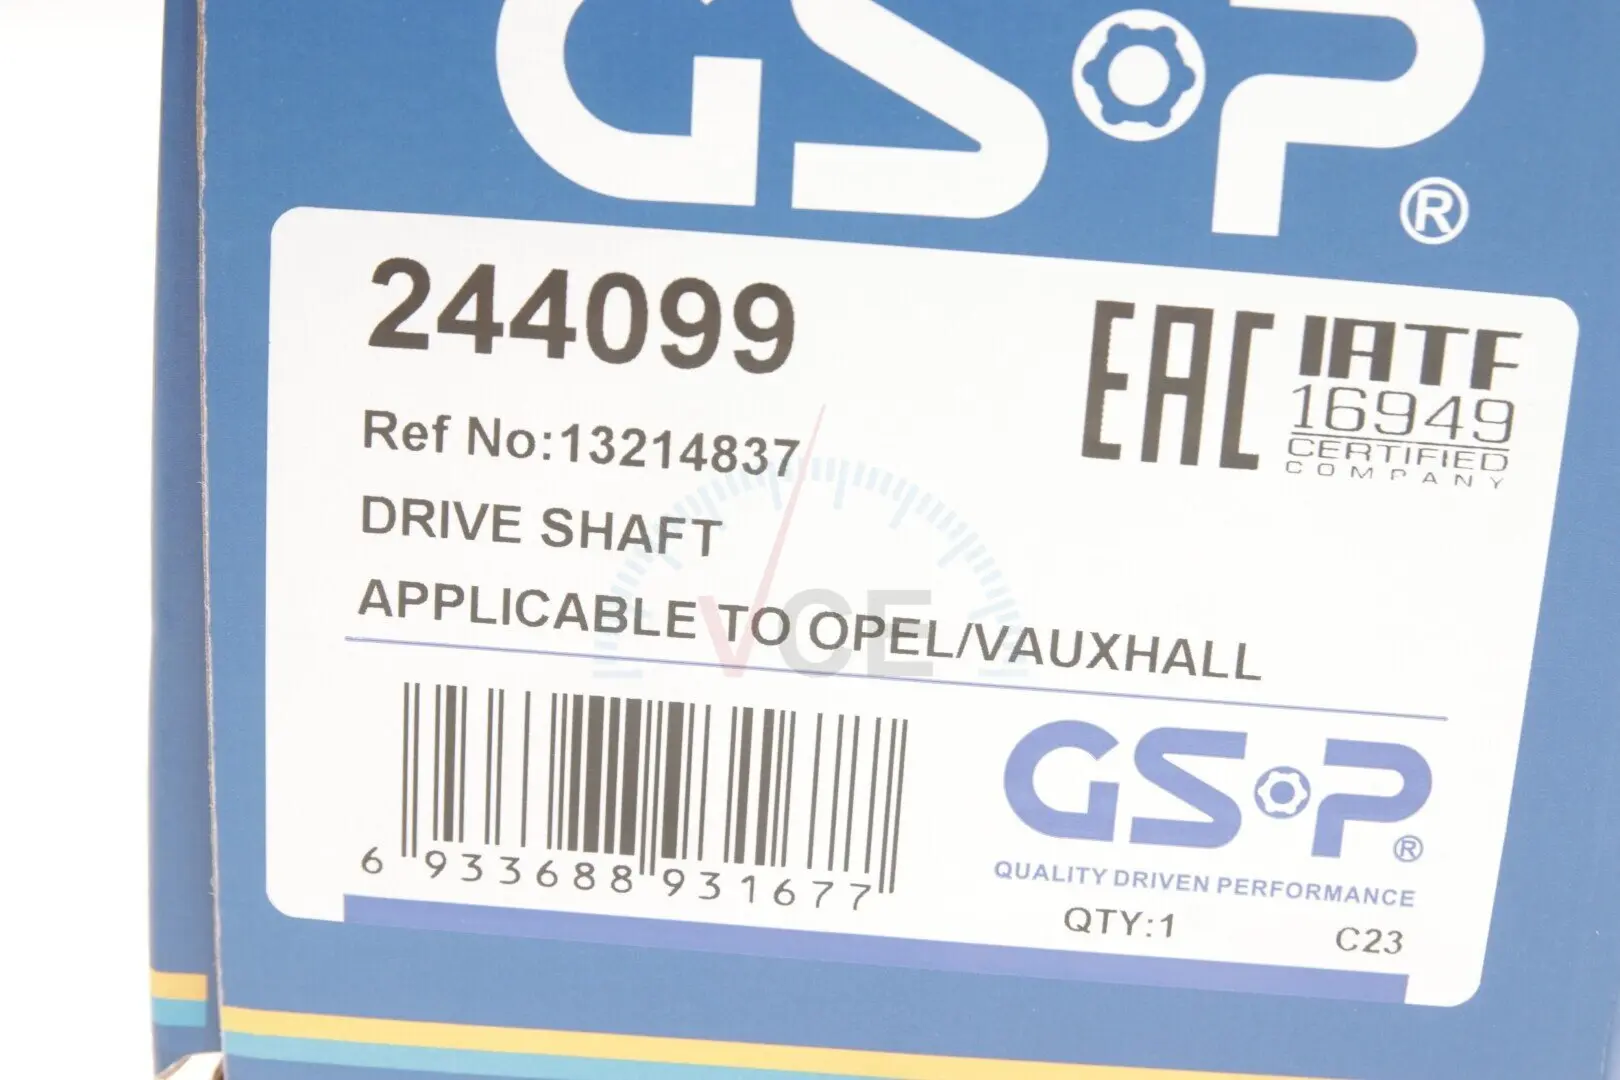 GSP®
244099
Ref No:13214837
DRIVE SHAFT
APPLICABLE TO OPEL/VAUXHALL
EAC
IATF
16949
CERTIFIED
COMPANY
VCE
6 933688 931677
GSP®
QUALITY DRIVEN PERFORMANCE
QTY:1
C23